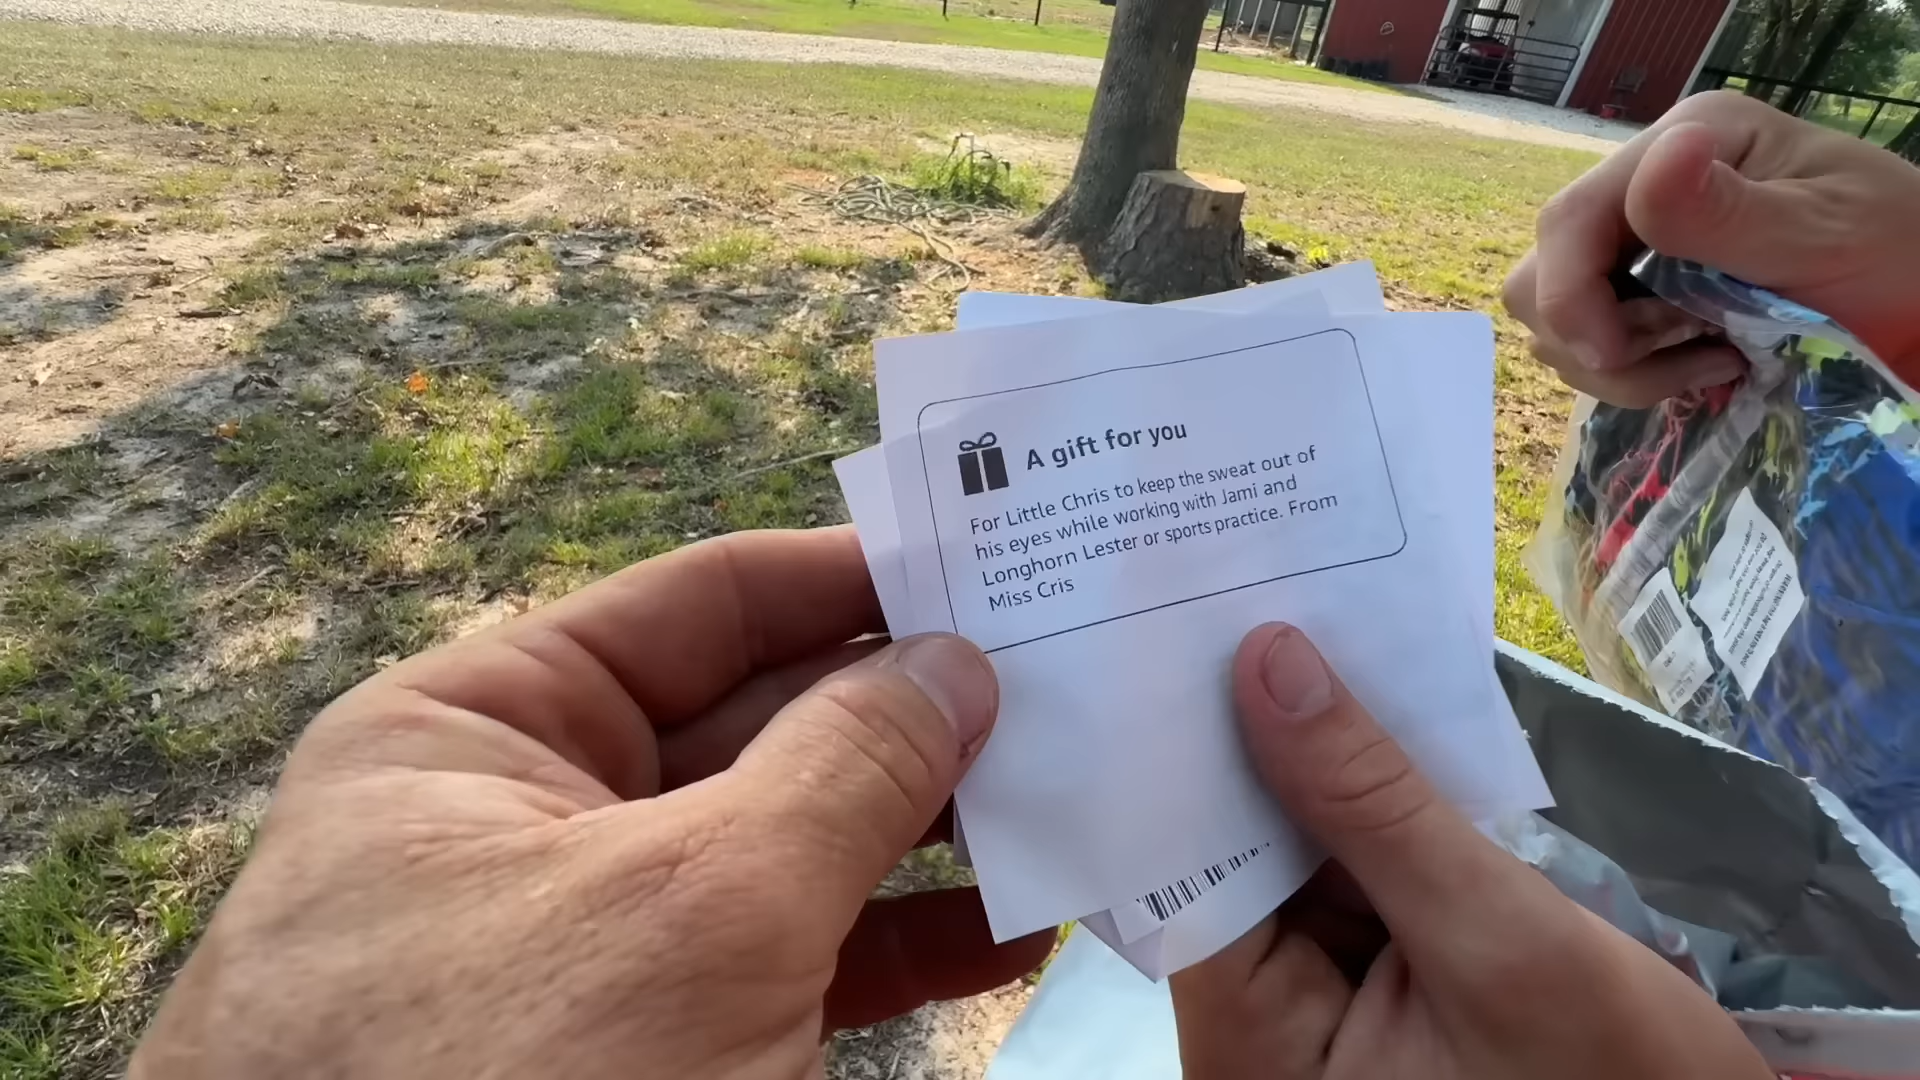 A gift for you
For Little Chris to keep the sweat out of
his eyes while working with Jami and
Longhorn Lester or sports practice. From
Miss Cris